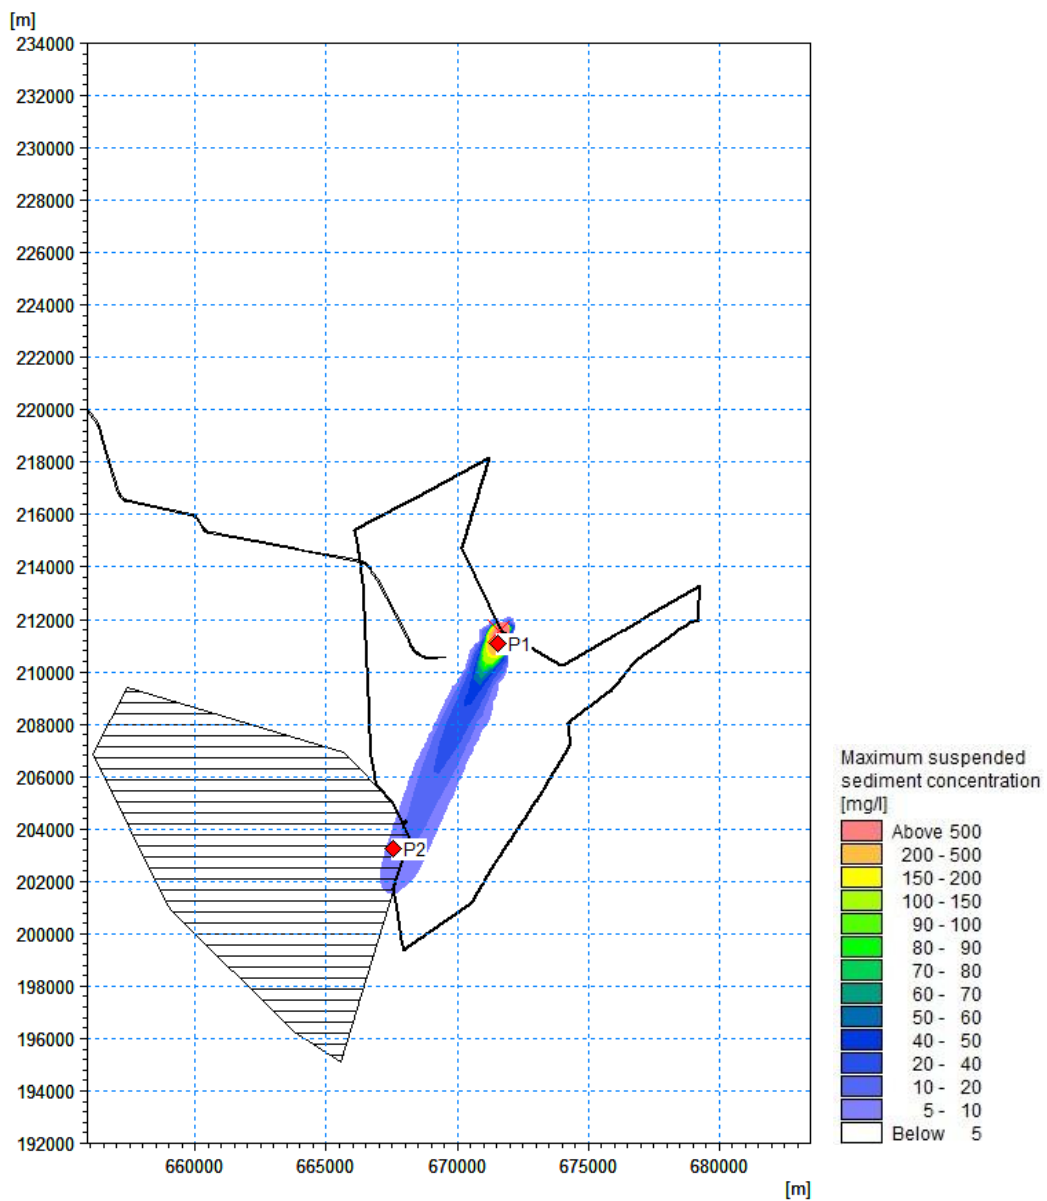 [m]
234000
232000
230000
228000
226000
224000
222000
220000
218000
216000
214000
212000
210000
208000
206000
204000
202000
200000
198000
196000
194000
192000
P1
P2
660000 665000 670000 675000 680000
[m]
Maximum suspended
sediment concentration
[mg/l]
Above 500
200 - 500
150 - 200
100 - 150
90 - 100
80 - 90
70 - 80
60 - 70
50 - 60
40 - 50
20 - 40
10 - 20
5 - 10
Below 5